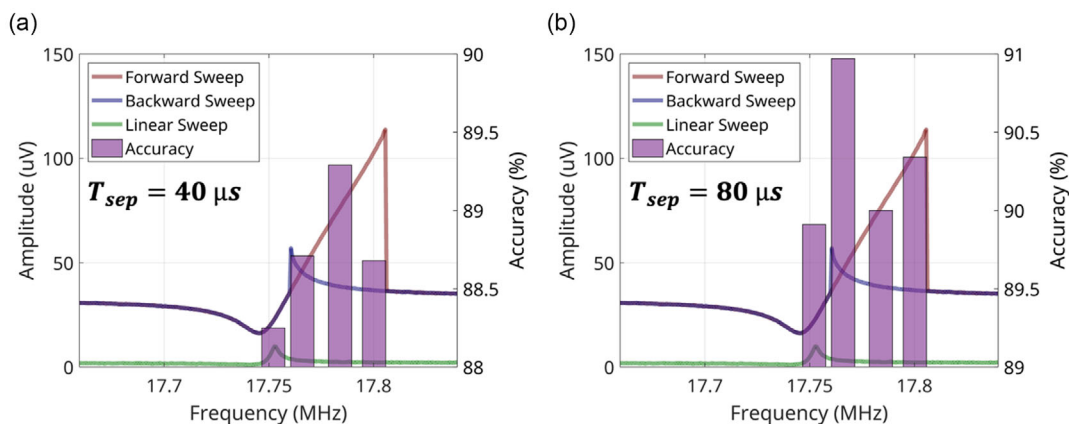 (a)
150
100
50
0
Amplitude (uV)
90
89.5
89
88.5
88
Accuracy (%)
Forward Sweep
Backward Sweep
Linear Sweep
Accuracy
T_sep = 40 μs
17.7
17.75
17.8
Frequency (MHz)
(b)
150
100
50
0
Amplitude (uV)
91
90.5
90
89.5
89
Accuracy (%)
Forward Sweep
Backward Sweep
Linear Sweep
Accuracy
T_sep = 80 μs
17.7
17.75
17.8
Frequency (MHz)